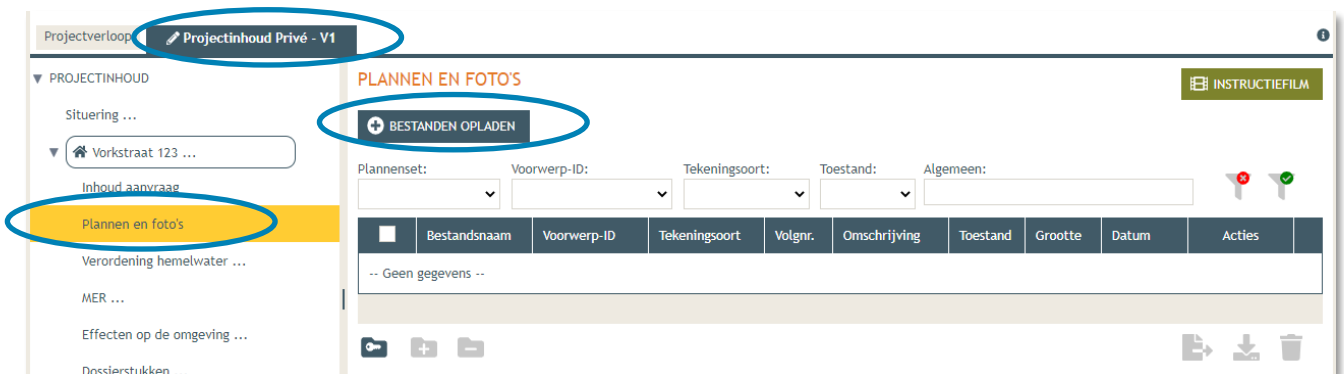 Projectverloop
Projectinhoud Privé - V1
PROJECTINHOUD
Situering ...
Vorkstraat 123 ...
Inhoud aanvraag
Plannen en foto's
Verordening hemelwater ...
MER ...
Effecten op de omgeving ...
Dossierstukken
PLANNEN EN FOTO'S
INSTRUCTIEFILM
BESTANDEN OPLADEN
Plannenset: Voorwerp-ID: Tekeningsoort: Toestand: Algemeen:
Bestandsnaam Voorwerp-ID Tekeningsoort Volgnr. Omschrijving Toestand Grootte Datum Acties
-- Geen gegevens --